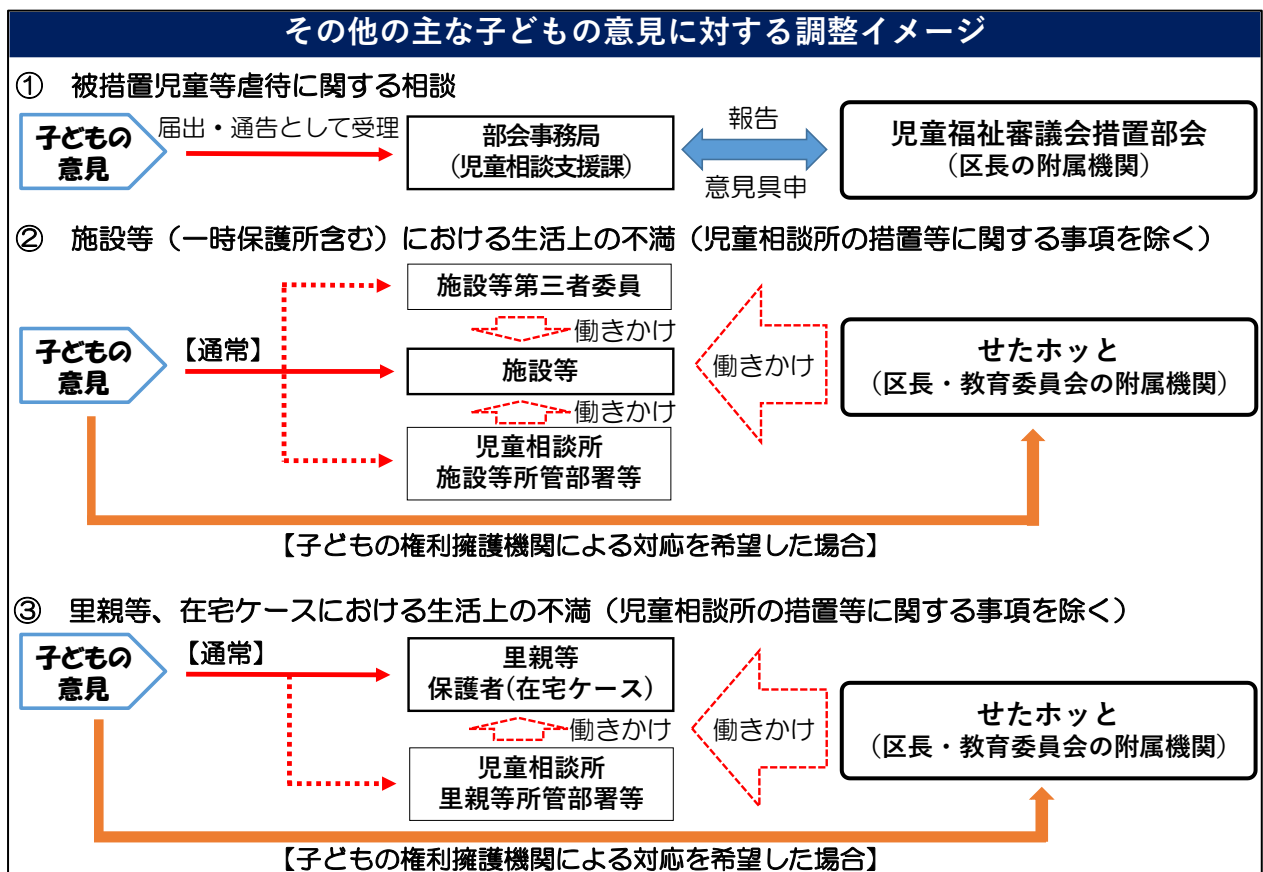 その他の主な子どもの意見に対する調整イメージ
① 被措置児童等虐待に関する相談
子どもの
意見
届出・通告として受理
部会事務局
(児童相談支援課)
報告
意見具申
児童福祉審議会措置部会
(区長の附属機関)
② 施設等（一時保護所含む）における生活上の不満（児童相談所の措置等に関する事項を除く）
子どもの
意見
【通常】
施設等第三者委員
働きかけ
施設等
働きかけ
児童相談所
施設等所管部署等
働きかけ
せたホッと
(区長・教育委員会の附属機関)
【子どもの権利擁護機関による対応を希望した場合】
③ 里親等、在宅ケースにおける生活上の不満（児童相談所の措置等に関する事項を除く）
子どもの
意見
【通常】
里親等
保護者(在宅ケース)
働きかけ
児童相談所
里親等所管部署等
働きかけ
せたホッと
(区長・教育委員会の附属機関)
【子どもの権利擁護機関による対応を希望した場合】